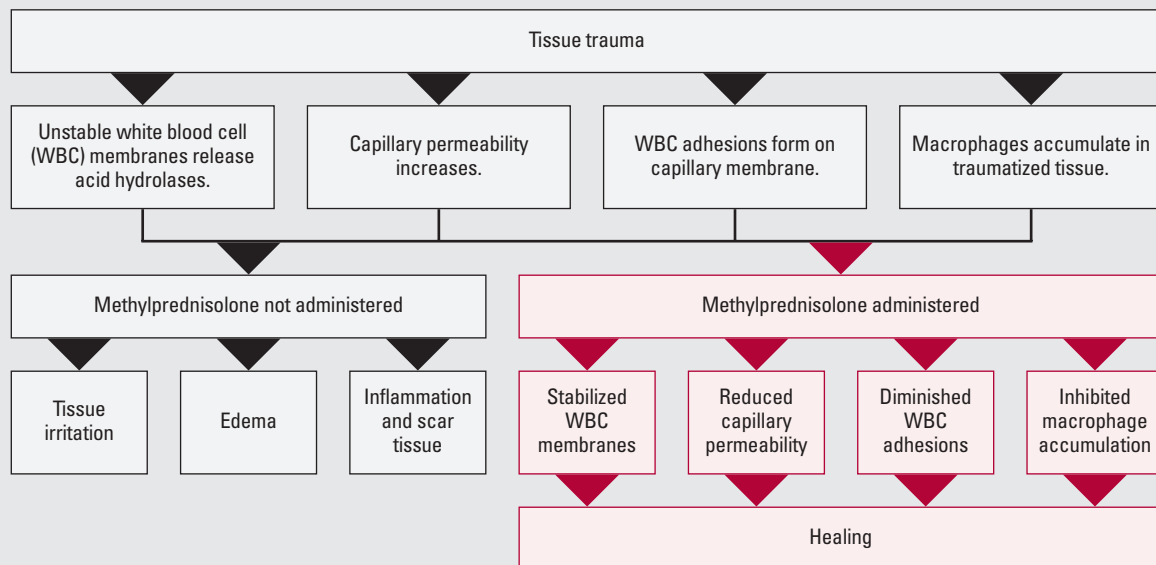 Tissue trauma
Unstable white blood cell
(WBC) membranes release
acid hydrolases.
Capillary permeability
increases.
WBC adhesions form on
capillary membrane.
Macrophages accumulate in
traumatized tissue.
Methylprednisolone not administered
Methylprednisolone administered
Tissue
irritation
Edema
Inflammation
and scar
tissue
Stabilized
WBC
membranes
Reduced
capillary
permeability
Diminished
WBC
adhesions
Inhibited
macrophage
accumulation
Healing